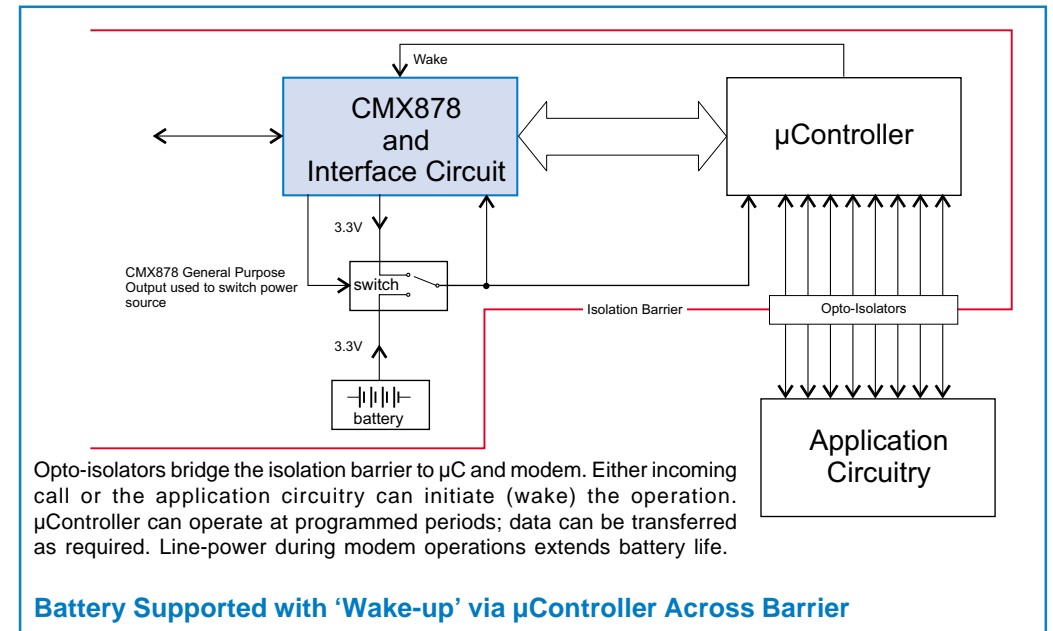 Wake
CMX878
and
Interface Circuit
µController
3.3V
CMX878 General Purpose
Output used to switch power
source
switch
Isolation Barrier
Opto-Isolators
3.3V
battery
Application
Circuitry
Opto-isolators bridge the isolation barrier to µC and modem. Either incoming
call or the application circuitry can initiate (wake) the operation.
µController can operate at programmed periods; data can be transferred
as required. Line-power during modem operations extends battery life.
Battery Supported with ‘Wake-up’ via µController Across Barrier